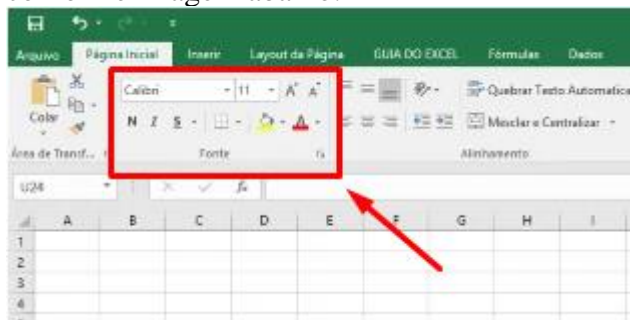 Arquivo Página Inicial Inserir Layout da Página GUIA DO EXCEL Fórmulas Dados
Calibri 11 A A Quebrar Texto Automatica
Colar N I S A Mesclar e Centralizar
Área de Transf... Fonte Alinhamento
U24 fx
A B C D E F G H I
1
2
3
4